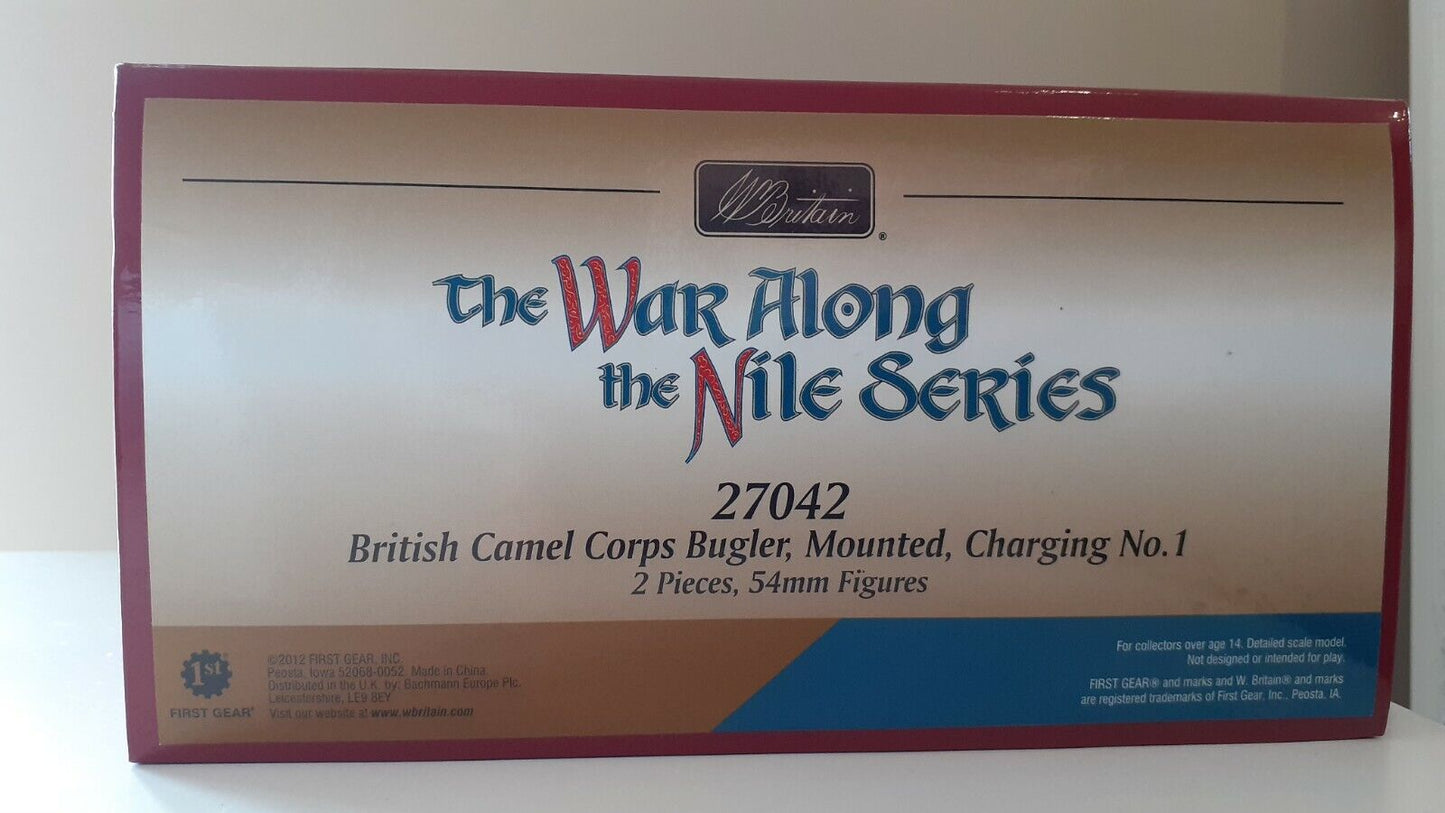 W Britain®
The War Along
the Nile Series
27042
British Camel Corps Bugler, Mounted, Charging No.1
2 Pieces, 54mm Figures
1st
FIRST GEAR®
©2012 FIRST GEAR, INC.
Peosta, Iowa 52068-0052 Made in China.
Distributed in the U.K. by: Bachmann Europe Plc.
Leicestershire, LE9 8EY
Visit our website at www.wbritain.com
For collectors over age 14. Detailed scale model.
Not designed or intended for play.
FIRST GEAR® and marks and W. Britain® and marks
are registered trademarks of First Gear, Inc., Peosta, IA.